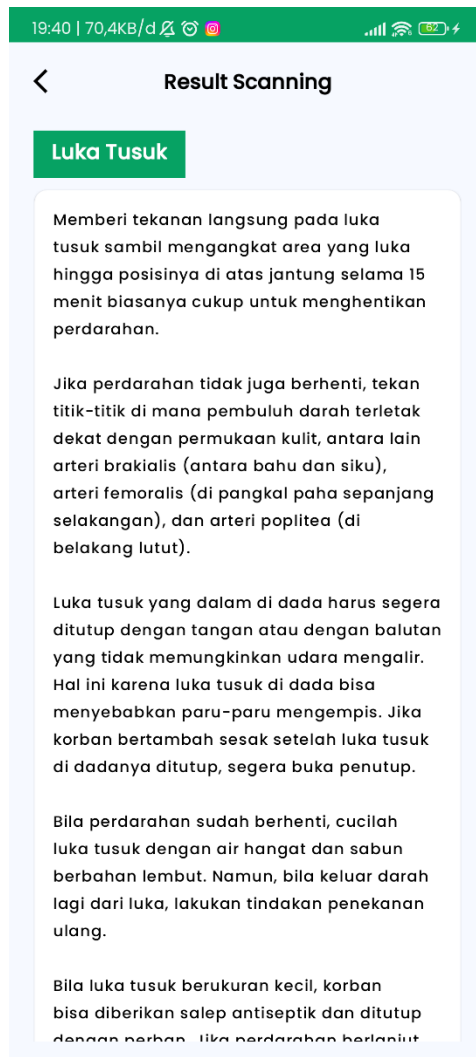 19:40 | 70,4KB/d
62
Result Scanning
Luka Tusuk
Memberi tekanan langsung pada luka
tusuk sambil mengangkat area yang luka
hingga posisinya di atas jantung selama 15
menit biasanya cukup untuk menghentikan
perdarahan.
Jika perdarahan tidak juga berhenti, tekan
titik-titik di mana pembuluh darah terletak
dekat dengan permukaan kulit, antara lain
arteri brakialis (antara bahu dan siku),
arteri femoralis (di pangkal paha sepanjang
selakangan), dan arteri poplitea (di
belakang lutut).
Luka tusuk yang dalam di dada harus segera
ditutup dengan tangan atau dengan balutan
yang tidak memungkinkan udara mengalir.
Hal ini karena luka tusuk di dada bisa
menyebabkan paru-paru mengempis. Jika
korban bertambah sesak setelah luka tusuk
di dadanya ditutup, segera buka penutup.
Bila perdarahan sudah berhenti, cucilah
luka tusuk dengan air hangat dan sabun
berbahan lembut. Namun, bila keluar darah
lagi dari luka, lakukan tindakan penekanan
ulang.
Bila luka tusuk berukuran kecil, korban
bisa diberikan salep antiseptik dan ditutup
dengan perban. Jika perdarahan berlanjut